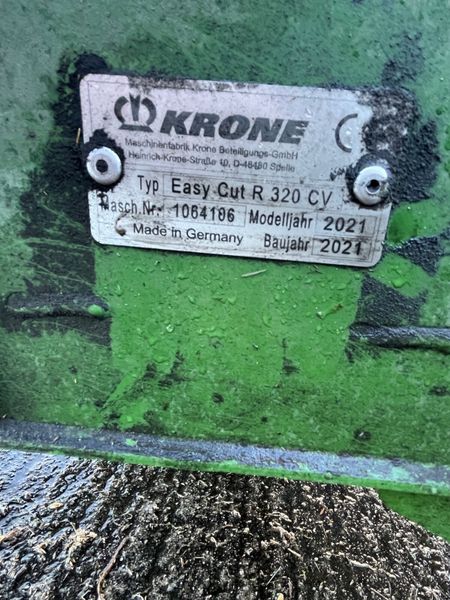 KRONE
Maschinenfabrik Krone Beteiligungs-GmbH
Heinrich-Krone-Straße 10, D-48480 Spelle
Typ Easy Cut R 320 CV
Masch.Nr. 1064106 Modelljahr 2021
Made in Germany Baujahr 2021